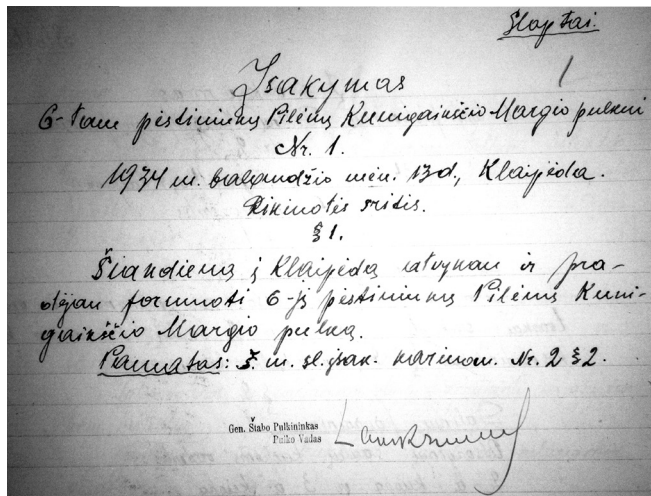 Slaptai.
1
Įsakymas
6-tam pėstininkų Pilėnų Kunigaikščio Margio pulkui
Nr. 1.
1934 m. balandžio mėn. 13 d., Klaipėda.
Rikiuotės sritis.
§ 1.
Šiandieną į Klaipėdą atvykau ir pra-
dėjau formuoti 6-jį pėstininkų Pilėnų Kuni-
gaikščio Margio pulką.
Pamatas: š. m. sl. įsak. kariuom. Nr. 2 § 2.
Gen. Štabo Pulkininkas
Pulko Vadas